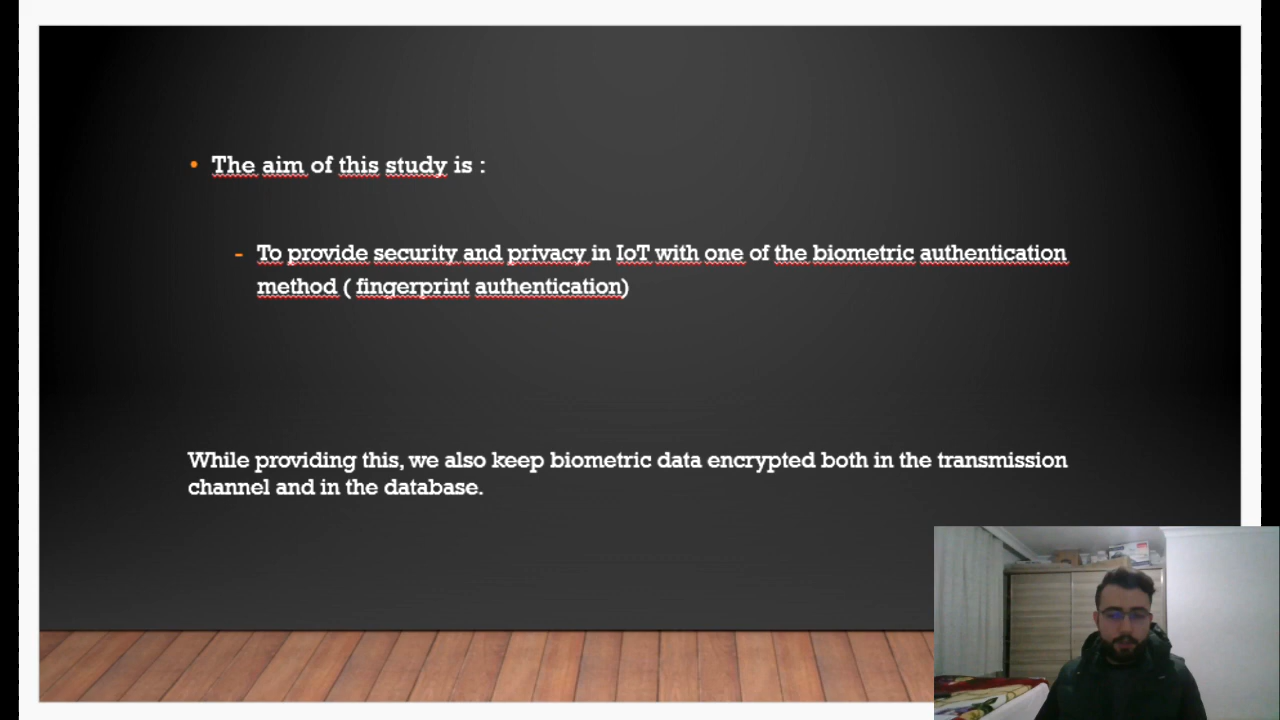 • The aim of this study is :
- To provide security and privacy in IoT with one of the biometric authentication
method ( fingerprint authentication)
While providing this, we also keep biometric data encrypted both in the transmission
channel and in the database.